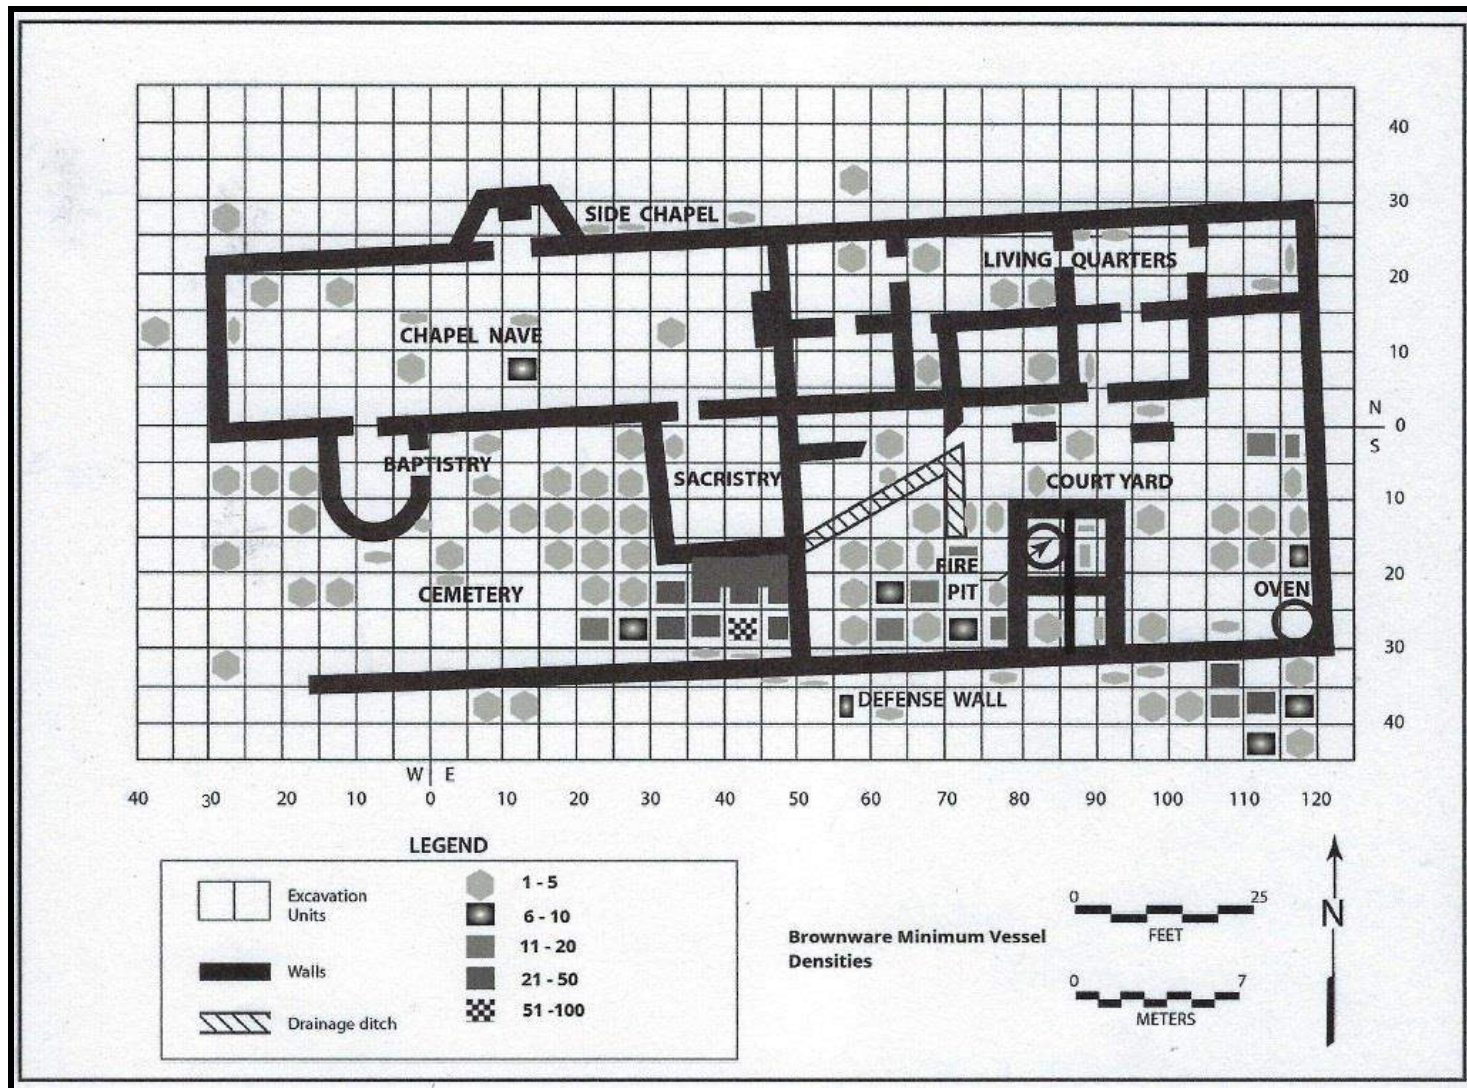 40
30
SIDE CHAPEL
LIVING QUARTERS
20
CHAPEL NAVE
10
N
0
S
BAPTISTRY
SACRISTRY
COURT YARD
10
FIRE
PIT
20
CEMETERY
OVEN
30
DEFENSE WALL
40
W E
40 30 20 10 0 10 20 30 40 50 60 70 80 90 100 110 120
LEGEND
Excavation
Units
Walls
Drainage ditch
1 - 5
6 - 10
11 - 20
21 - 50
51 -100
Brownware Minimum Vessel
Densities
0 25
FEET
0 7
METERS
N